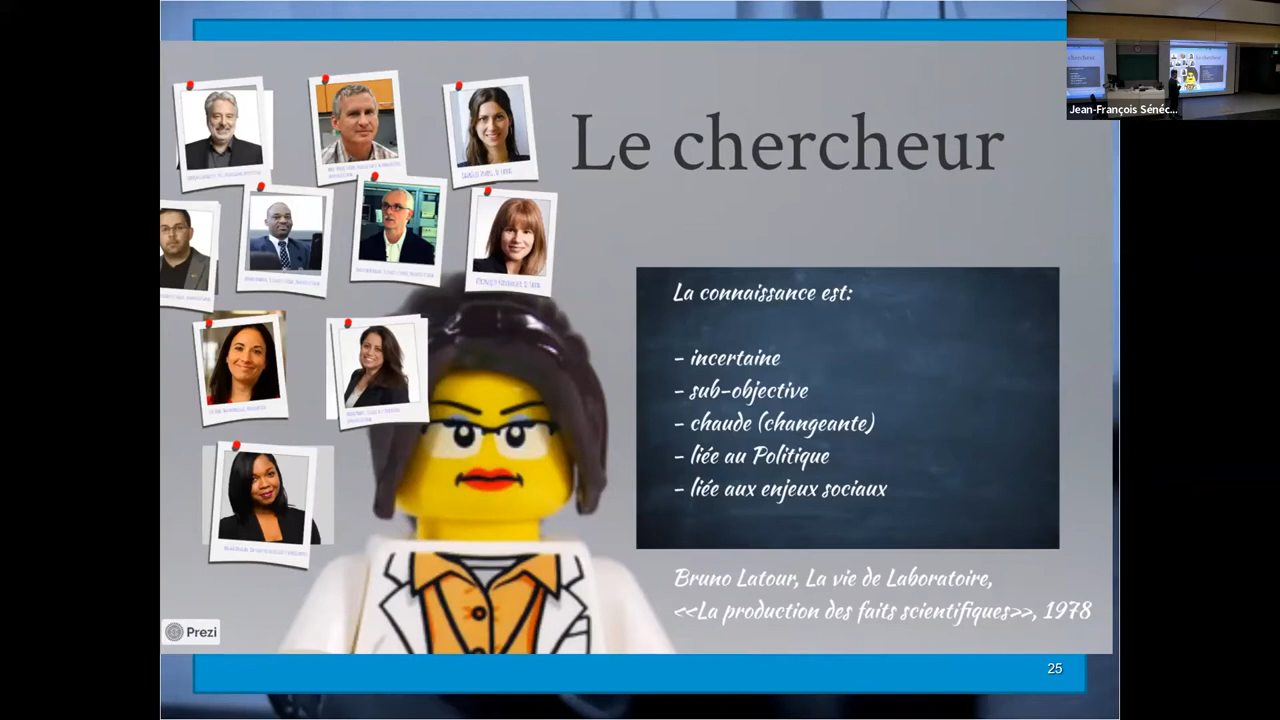 Le chercheur
La connaissance est:
- incertaine
- sub-objective
- chaude (changeante)
- liée au Politique
- liée aux enjeux sociaux
Bruno Latour, La vie de Laboratoire,
<<La production des faits scientifiques>>, 1978
Prezi
25
Jean-François Sénéc...